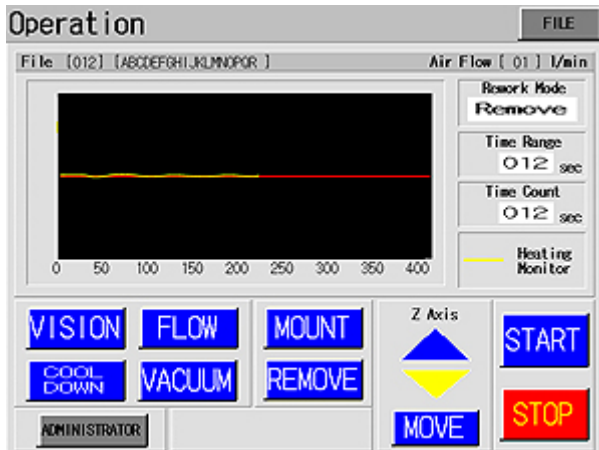 Operation
FILE
File [012] [ABCDEFGHIJKLMNOPQR ]
Air Flow [ 01 ] l/min
Rework Mode
Remove
Time Range
012 sec
Time Count
012 sec
Heating
Monitor
0 50 100 150 200 250 300 350 400
VISION
FLOW
MOUNT
Z Axis
START
COOL
DOWN
VACUUM
REMOVE
MOVE
STOP
ADMINISTRATOR